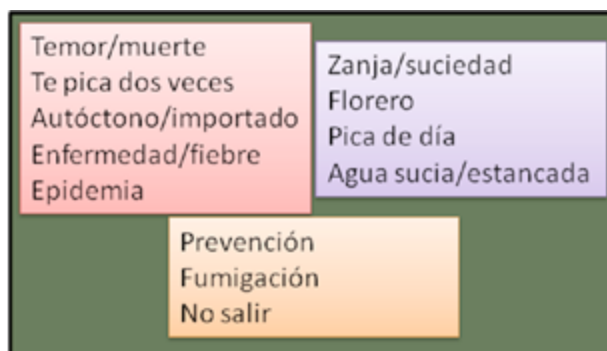 Temor/muerte
Te pica dos veces
Autóctono/importado
Enfermedad/fiebre
Epidemia
Zanja/suciedad
Florero
Pica de día
Agua sucia/estancada
Prevención
Fumigación
No salir